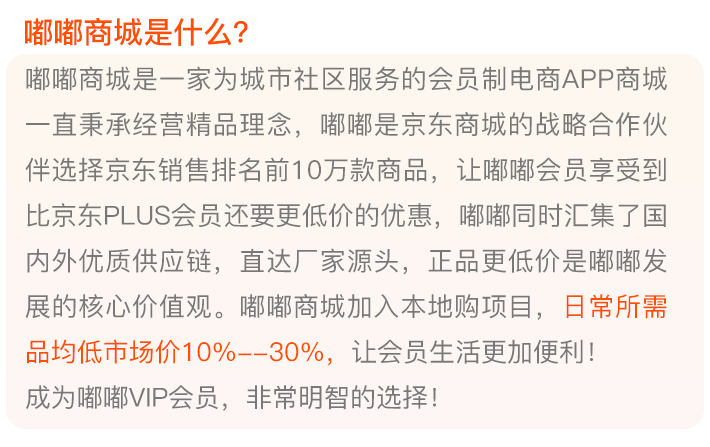 嘟嘟商城是什么？
嘟嘟商城是一家为城市社区服务的会员制电商APP商城
一直秉承经营精品理念，嘟嘟是京东商城的战略合作伙
伴选择京东销售排名前10万款商品，让嘟嘟会员享受到
比京东PLUS会员还要更低价的优惠，嘟嘟同时汇集了国
内外优质供应链，直达厂家源头，正品更低价是嘟嘟发
展的核心价值观。嘟嘟商城加入本地购项目，日常所需
品均低市场价10%--30%，让会员生活更加便利！
成为嘟嘟VIP会员，非常明智的选择！